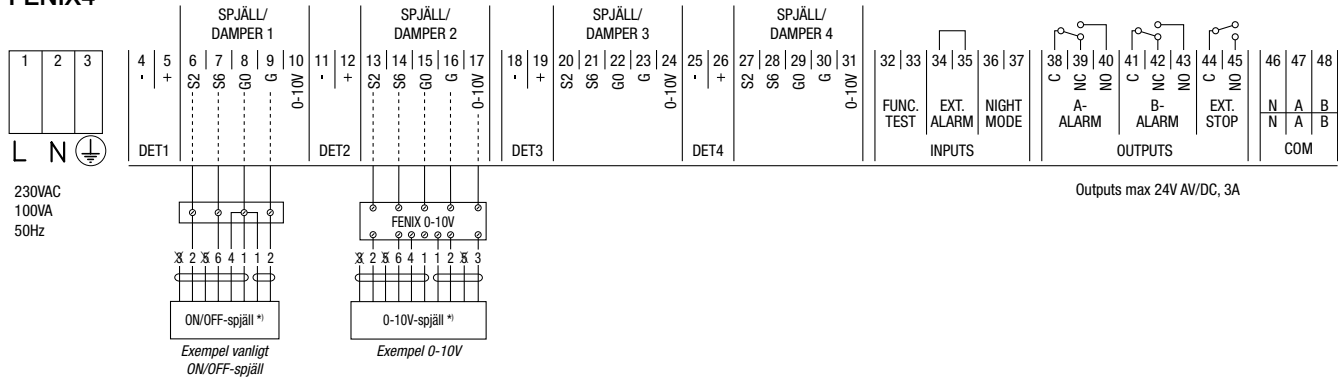 FENIX4
SPJÄLL/ DAMPER 1
SPJÄLL/ DAMPER 2
SPJÄLL/ DAMPER 3
SPJÄLL/ DAMPER 4
1 2 3
4 5 6 7 8 9 10 11 12 13 14 15 16 17 18 19 20 21 22 23 24 25 26 27 28 29 30 31 32 33 34 35 36 37 38 39 40 41 42 43 44 45 46 47 48
- + S2 S6 G0 G 0-10V - + S2 S6 G0 G 0-10V - + S2 S6 G0 G 0-10V - + S2 S6 G0 G 0-10V
C NC NO C NC NO C NO
FUNC. TEST
EXT. ALARM
NIGHT MODE
A- ALARM
B- ALARM
EXT. STOP
N A B
N A B
L N
DET1 DET2 DET3 DET4 INPUTS OUTPUTS COM
230VAC
100VA
50Hz
Outputs max 24V AV/DC, 3A
FENIX 0-10V
3 2 5 6 4 1 1 2
3 2 5 6 4 1 1 2 5 3
ON/OFF-spjäll *)
0-10V-spjäll *)
Exempel vanligt
ON/OFF-spjäll
Exempel 0-10V